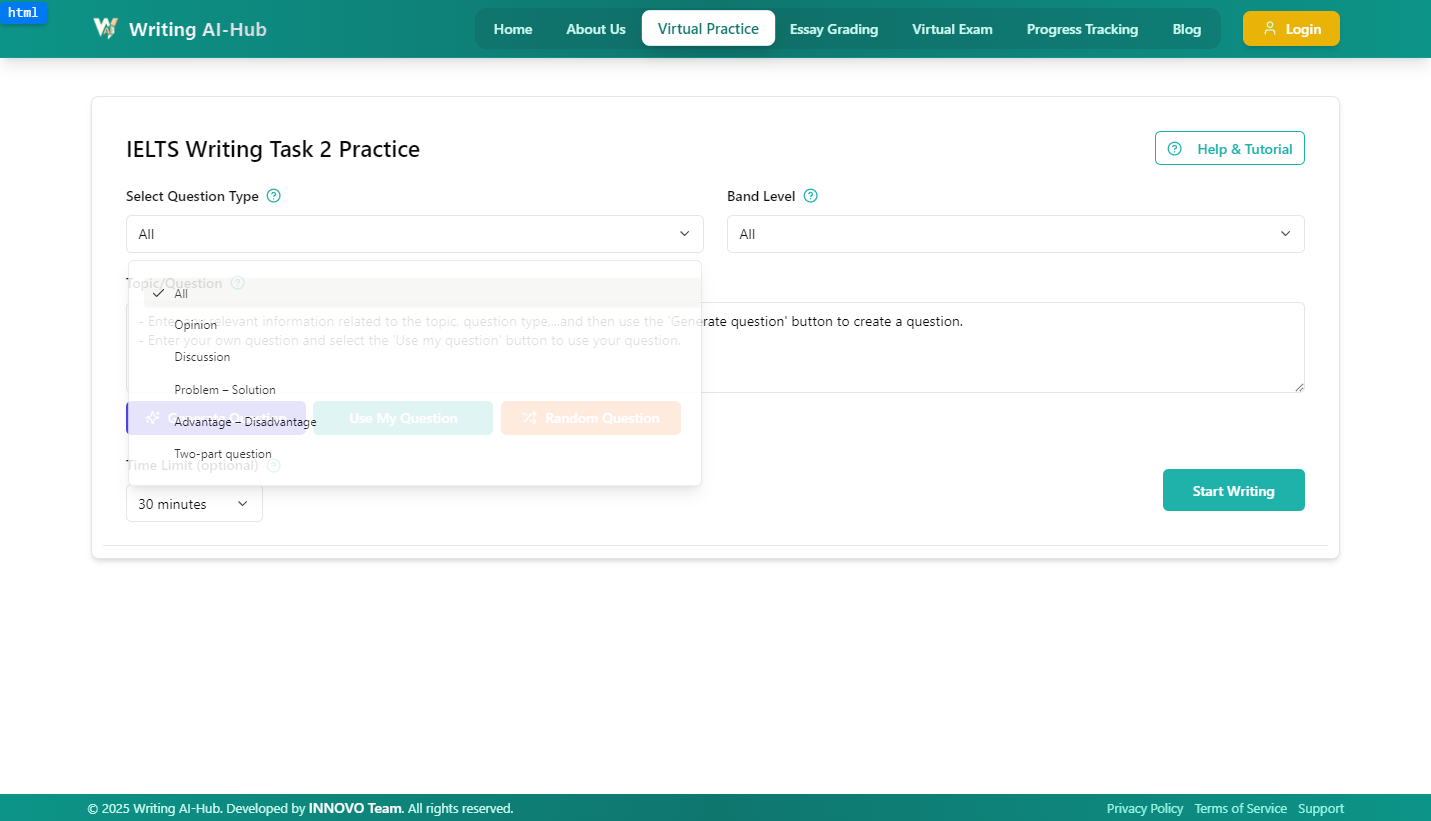 html
Writing AI-Hub
Home About Us Virtual Practice Essay Grading Virtual Exam Progress Tracking Blog Login
IELTS Writing Task 2 Practice
Help & Tutorial
Select Question Type
Band Level
All
All
Topic/Question
All
- Enter any relevant information related to the topic, question type,...and then use the 'Generate question' button to create a question.
Opinion
- Enter your own question and select the 'Use my question' button to use your question.
Discussion
Problem – Solution
Generate Question Use My Question Random Question
Advantage – Disadvantage
Two-part question
Time Limit (optional)
30 minutes
Start Writing
© 2025 Writing AI-Hub. Developed by INNOVO Team. All rights reserved.
Privacy Policy Terms of Service Support